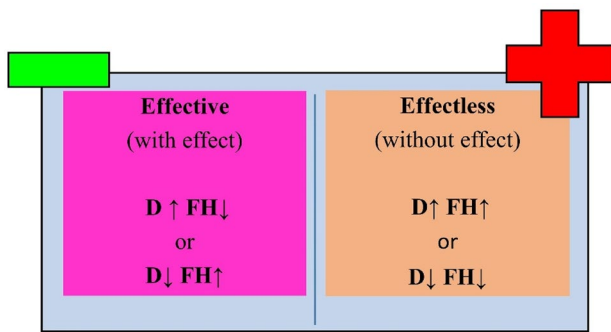 Effective
(with effect)
D ↑ FH↓
or
D↓ FH↑
Effectless
(without effect)
D↑ FH↑
or
D↓ FH↓